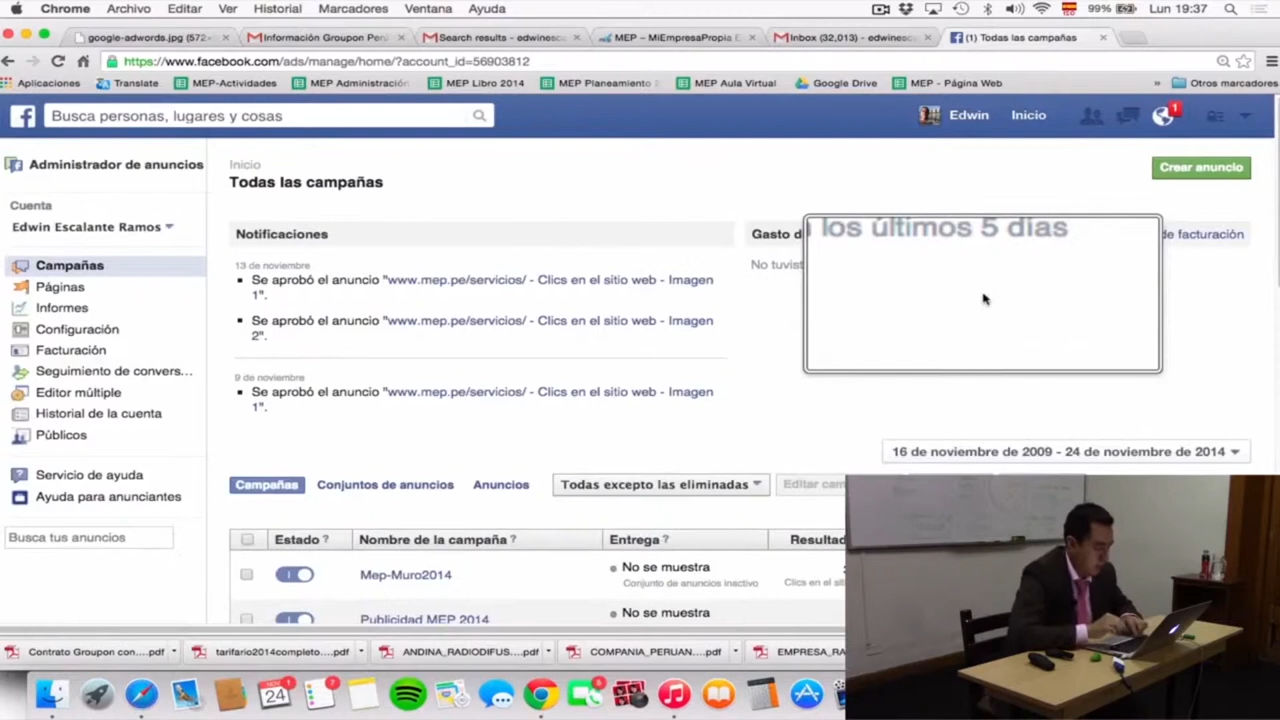 Chrome Archivo Editar Ver Historial Marcadores Ventana Ayuda 99% Lun 19:37
google-adwords.jpg (572× Información Groupon Perú Search results - edwinesc MEP – MiEmpresaPropia Inbox (32,013) - edwinesc (1) Todas las campañas
https://www.facebook.com/ads/manage/home/?account_id=56903812
Aplicaciones Translate MEP-Actividades MEP Administración MEP Libro 2014 MEP Planeamiento MEP Aula Virtual Google Drive MEP - Página Web » Otros marcadores
Busca personas, lugares y cosas Edwin Inicio 1
Administrador de anuncios
Cuenta
Edwin Escalante Ramos
Campañas
Páginas
Informes
Configuración
Facturación
Seguimiento de convers...
Editor múltiple
Historial de la cuenta
Públicos
Servicio de ayuda
Ayuda para anunciantes
Busca tus anuncios
Inicio
Todas las campañas
Crear anuncio
Notificaciones
13 de noviembre
Se aprobó el anuncio "www.mep.pe/servicios/ - Clics en el sitio web - Imagen
1".
Se aprobó el anuncio "www.mep.pe/servicios/ - Clics en el sitio web - Imagen
2".
9 de noviembre
Se aprobó el anuncio "www.mep.pe/servicios/ - Clics en el sitio web - Imagen
1".
Gasto d los últimos 5 días de facturación
No tuvist
16 de noviembre de 2009 - 24 de noviembre de 2014
Campañas Conjuntos de anuncios Anuncios Todas excepto las eliminadas Editar cam
Estado ? Nombre de la campaña ? Entrega ? Resultad
Mep-Muro2014 No se muestra
Conjunto de anuncios inactivo Clics en el sit
Publicidad MEP 2014 No se muestra
Contrato Groupon con....pdf tarifario2014completo....pdf ANDINA_RADIODIFUS....pdf COMPANIA_PERUAN....pdf EMPRESA_RA
NOV 24 1 7 6